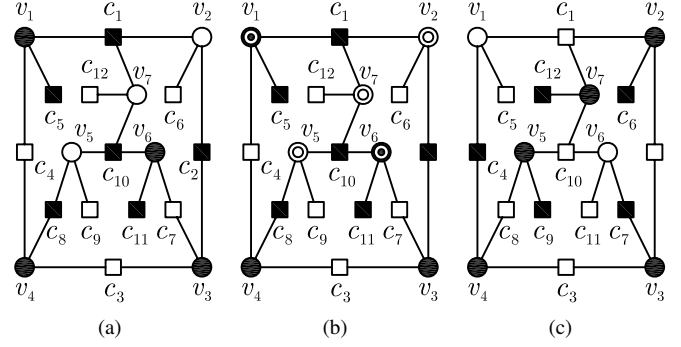 v₁ c₁ v₂ v₁ c₁ v₂ v₁ c₁ v₂
c₁₂ v₇ c₁₂ v₇ c₁₂ v₇
c₅ c₆ c₅ c₆ c₅ c₆
v₅ v₆ v₅ v₆ v₅ v₆
c₄ c₁₀ c₂ c₄ c₁₀ c₄ c₁₀
c₈ c₉ c₁₁ c₇ c₈ c₉ c₁₁ c₇ c₈ c₉ c₁₁ c₇
v₄ c₃ v₃ v₄ c₃ v₃ v₄ c₃ v₃
(a) (b) (c)